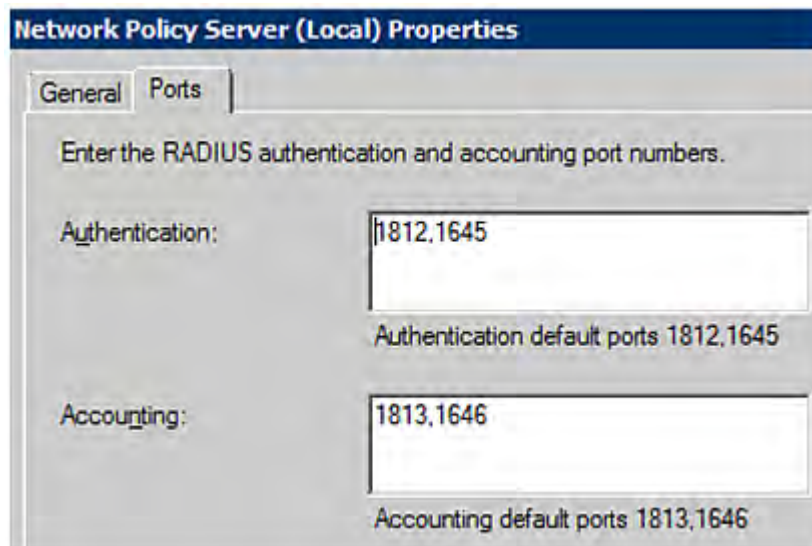 Network Policy Server (Local) Properties
General Ports
Enter the RADIUS authentication and accounting port numbers.
Authentication: 1812,1645
Authentication default ports 1812,1645
Accounting: 1813,1646
Accounting default ports 1813,1646